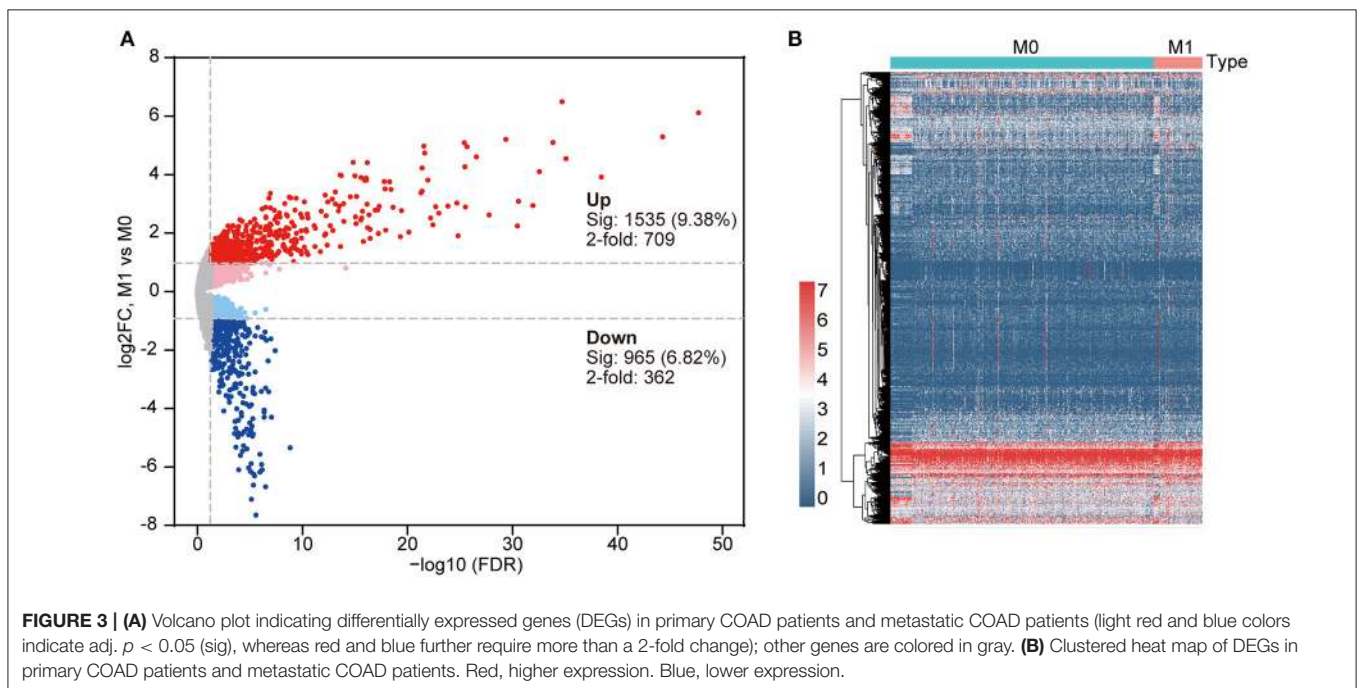 A
B
8
6
4
2
0
-2
-4
-6
-8
log2FC, M1 vs M0
Up
Sig: 1535 (9.38%)
2-fold: 709
Down
Sig: 965 (6.82%)
2-fold: 362
0 10 20 30 40 50
−log10 (FDR)
M0 M1
Type
7
6
5
4
3
2
1
0
FIGURE 3 | (A) Volcano plot indicating differentially expressed genes (DEGs) in primary COAD patients and metastatic COAD patients (light red and blue colors
indicate adj. p < 0.05 (sig), whereas red and blue further require more than a 2-fold change); other genes are colored in gray. (B) Clustered heat map of DEGs in
primary COAD patients and metastatic COAD patients. Red, higher expression. Blue, lower expression.